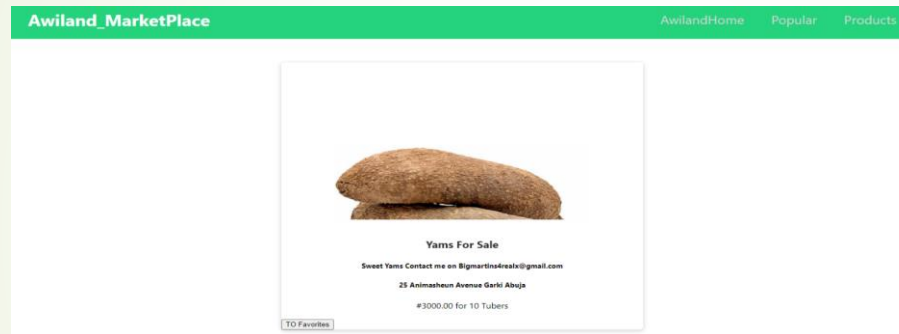 Awiland_MarketPlace AwilandHome Popular Products
Yams For Sale
Sweet Yams Contact me on Bigmartins4realx@gmail.com
25 Animasheun Avenue Garki Abuja
#3000.00 for 10 Tubers
TO Favorites